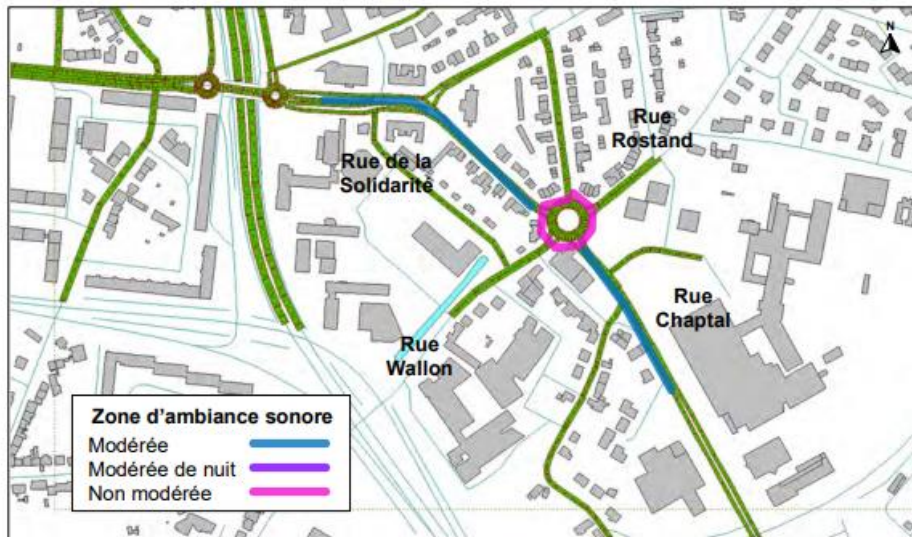 N
Rue
Rostand
Rue de la
Solidarité
Rue
Chaptal
Rue
Wallon
Zone d'ambiance sonore
Modérée
Modérée de nuit
Non modérée